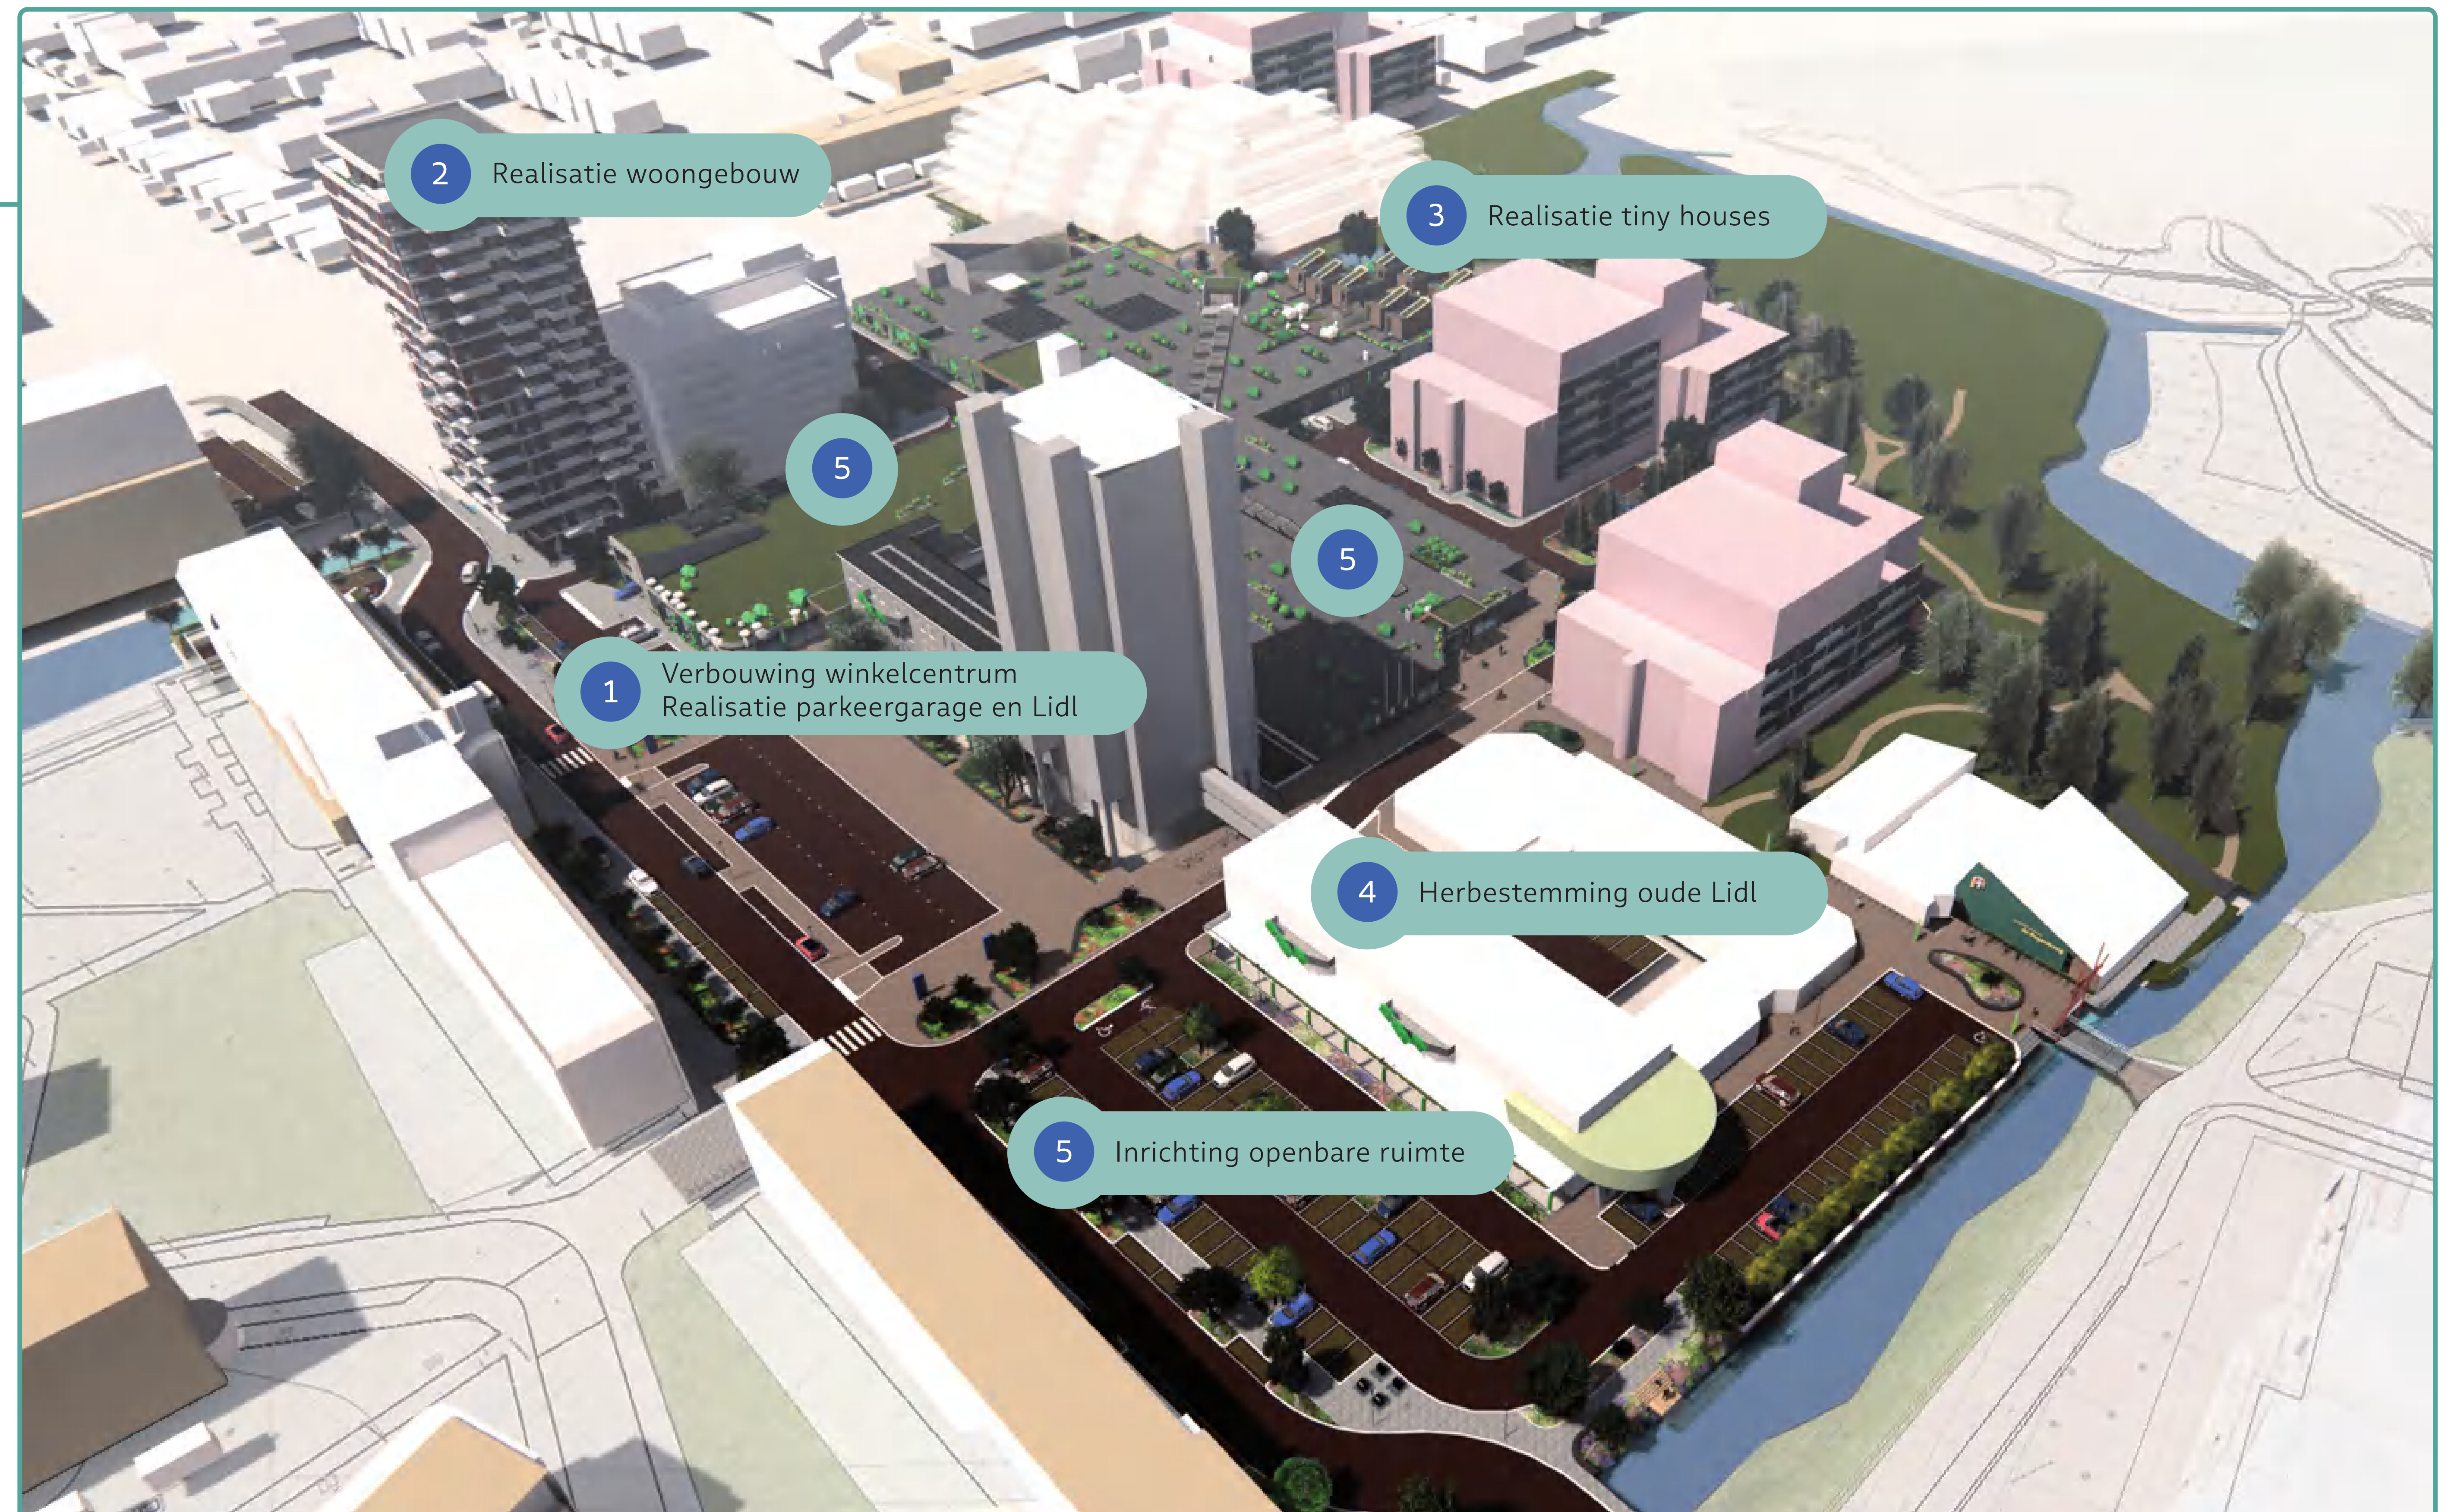 2 Realisatie woongebouw
3 Realisatie tiny houses
5
5
1 Verbouwing winkelcentrum
Realisatie parkeergarage en Lidl
4 Herbestemming oude Lidl
5 Inrichting openbare ruimte